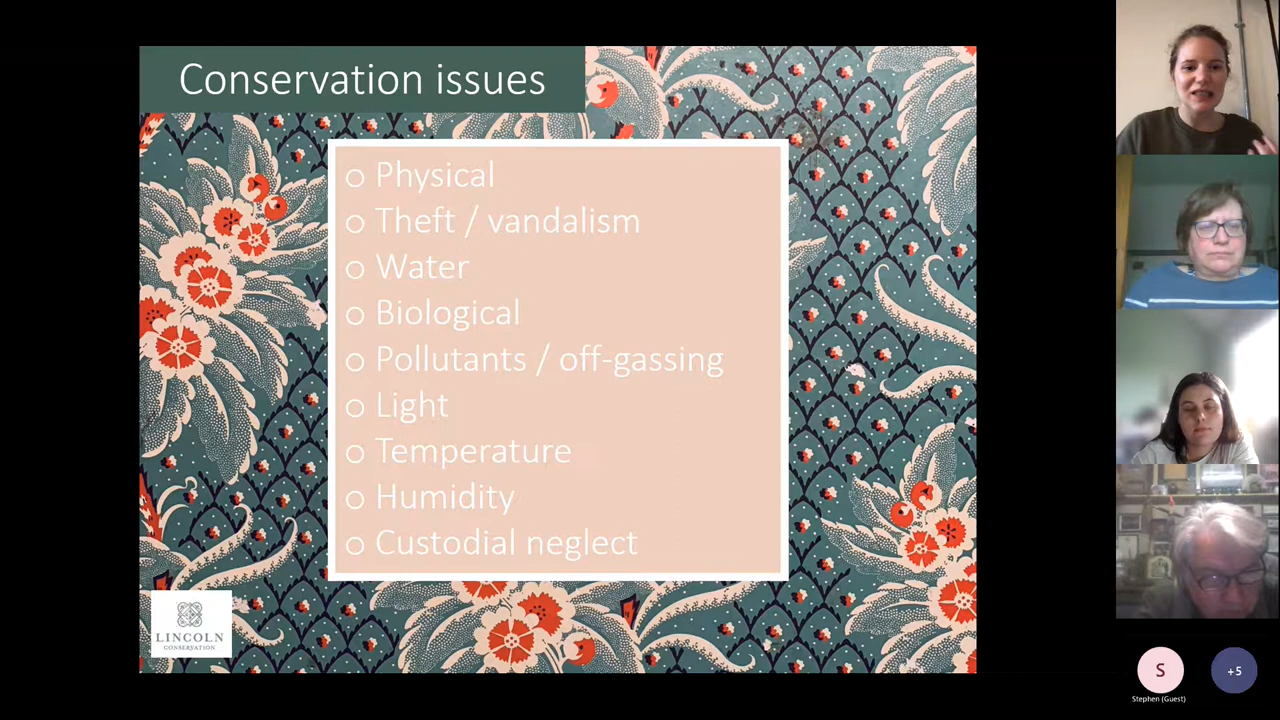 Conservation issues
Physical
Theft / vandalism
Water
Biological
Pollutants / off-gassing
Light
Temperature
Humidity
Custodial neglect
LINCOLN
CONSERVATION
S
+5
Stephen (Guest)